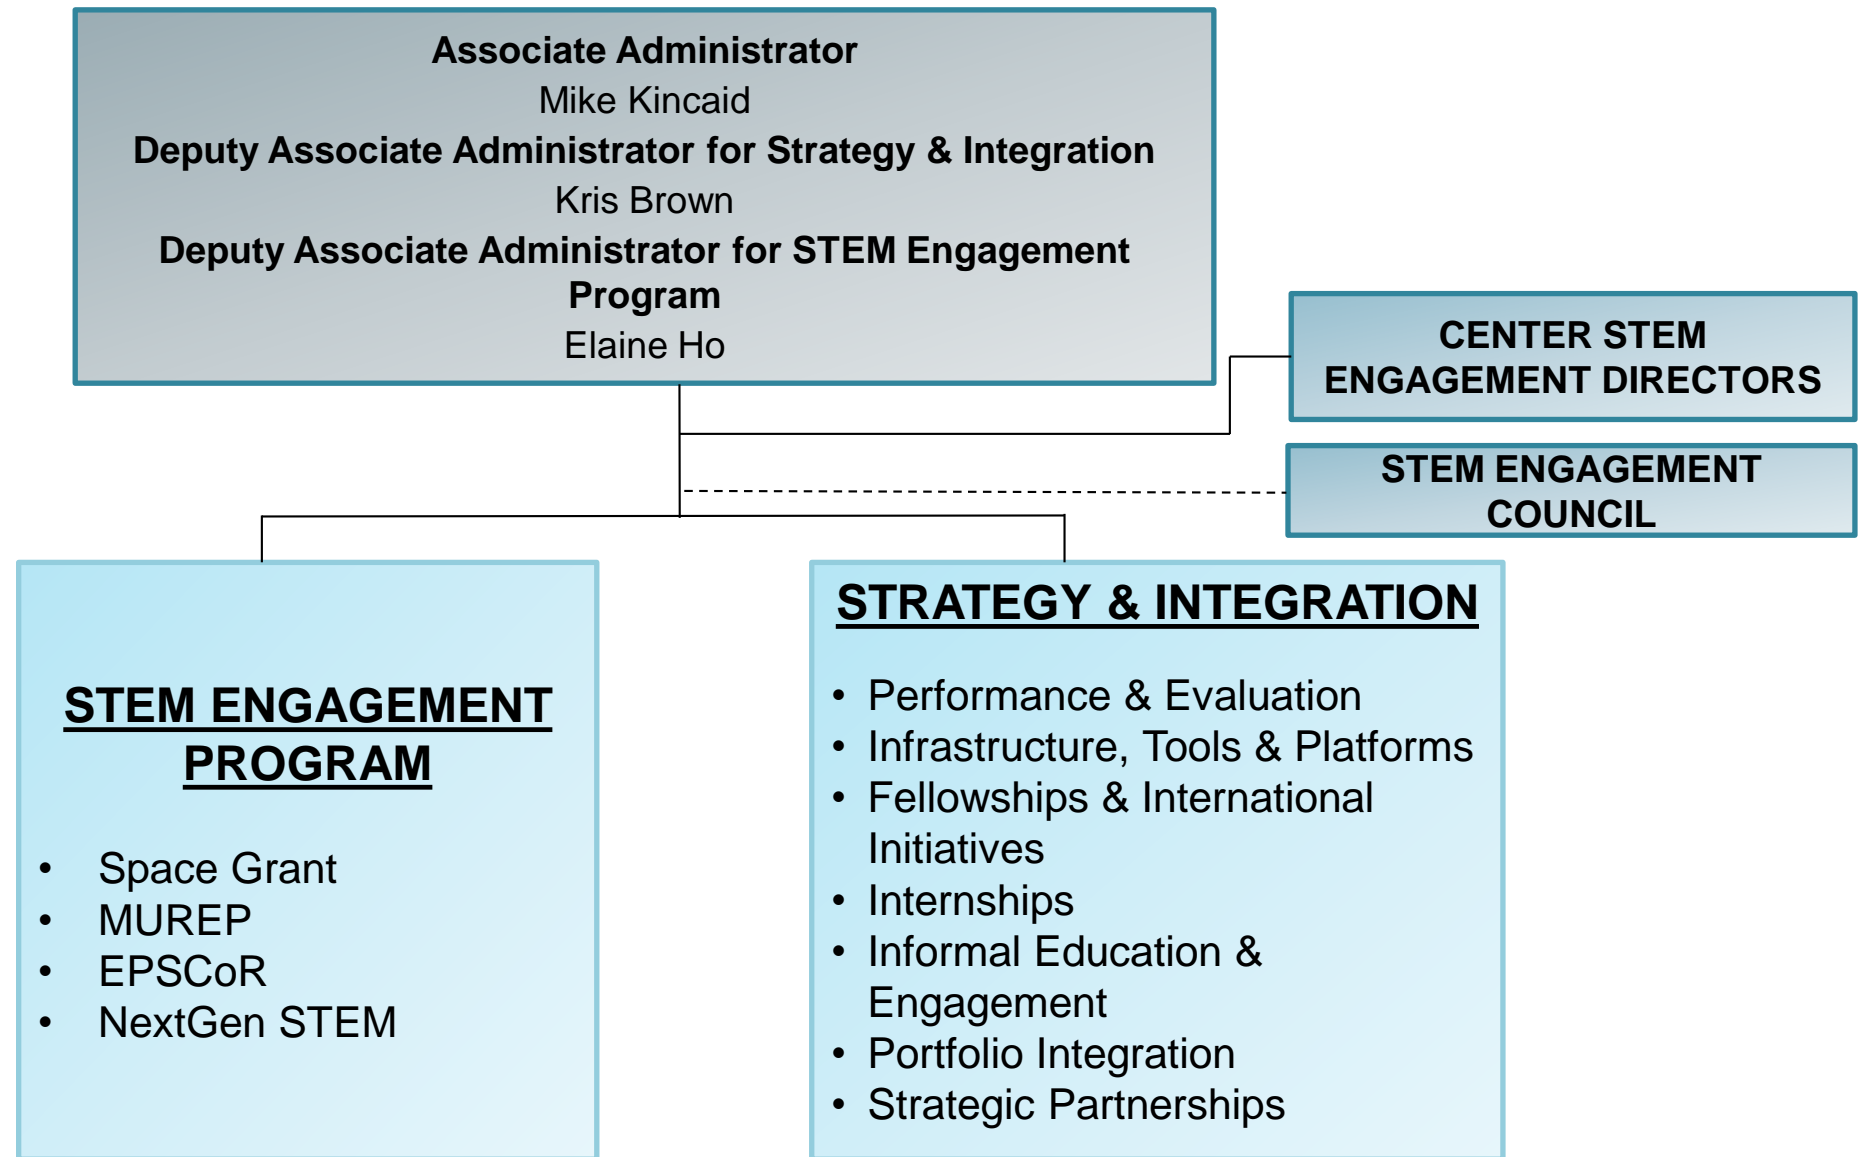 Associate Administrator
Mike Kincaid
Deputy Associate Administrator for Strategy & Integration
Kris Brown
Deputy Associate Administrator for STEM Engagement
Program
Elaine Ho
CENTER STEM
ENGAGEMENT DIRECTORS
STEM ENGAGEMENT
COUNCIL
STEM ENGAGEMENT
PROGRAM
• Space Grant
• MUREP
• EPSCoR
• NextGen STEM
STRATEGY & INTEGRATION
• Performance & Evaluation
• Infrastructure, Tools & Platforms
• Fellowships & International
Initiatives
• Internships
• Informal Education &
Engagement
• Portfolio Integration
• Strategic Partnerships